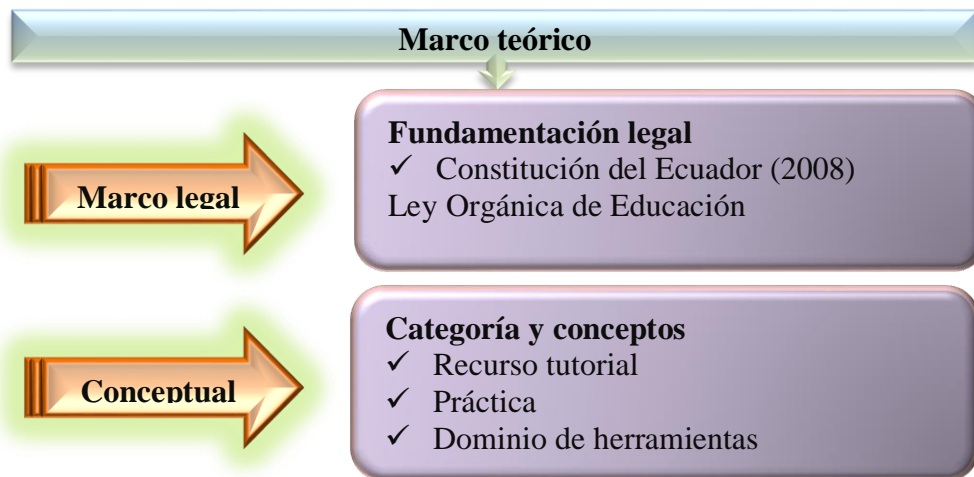 Marco teórico
Marco legal
Fundamentación legal
✓ Constitución del Ecuador (2008)
Ley Orgánica de Educación
Conceptual
Categoría y conceptos
✓ Recurso tutorial
✓ Práctica
✓ Dominio de herramientas